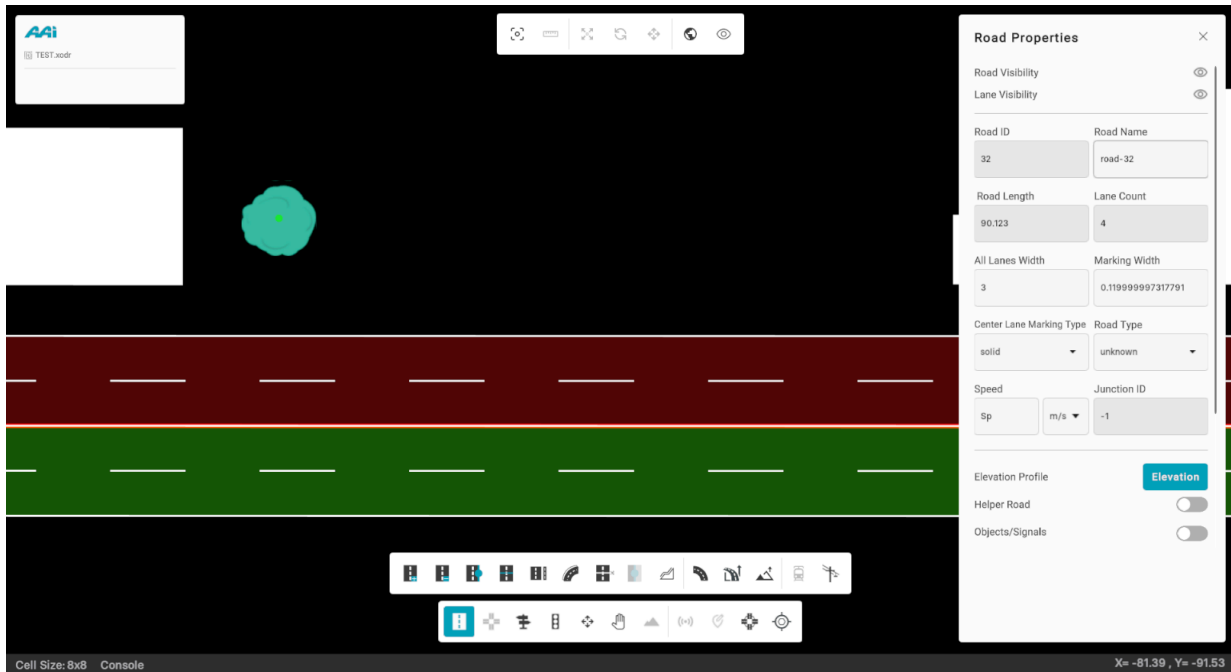 AAi
TEST.xodr
Road Properties
Road Visibility
Lane Visibility
Road ID Road Name
32 road-32
Road Length Lane Count
90.123 4
All Lanes Width Marking Width
3 0.119999997317791
Center Lane Marking Type Road Type
solid unknown
Speed Junction ID
Sp m/s -1
Elevation Profile Elevation
Helper Road
Objects/Signals
Cell Size: 8x8 Console X= -81.39 , Y= -91.53